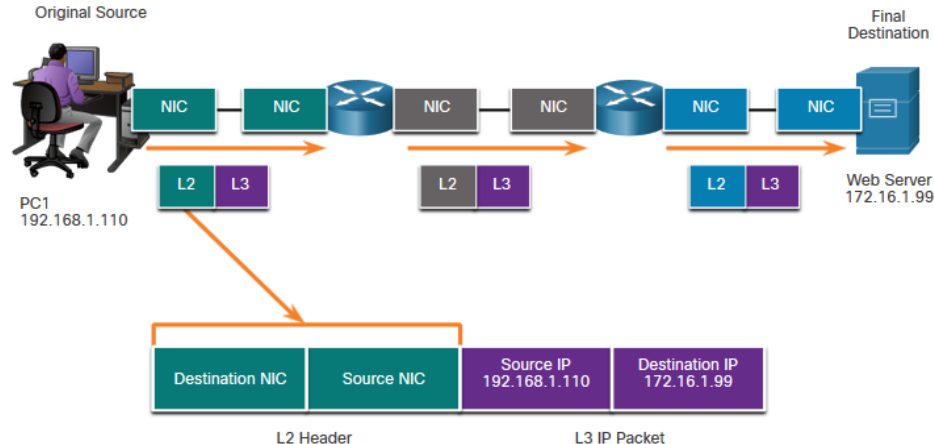 Original Source
Final
Destination
NIC
NIC
NIC
NIC
NIC
NIC
L2
L3
L2
L3
L2
L3
PC1
192.168.1.110
Web Server
172.16.1.99
Destination NIC
Source NIC
Source IP
192.168.1.110
Destination IP
172.16.1.99
L2 Header
L3 IP Packet